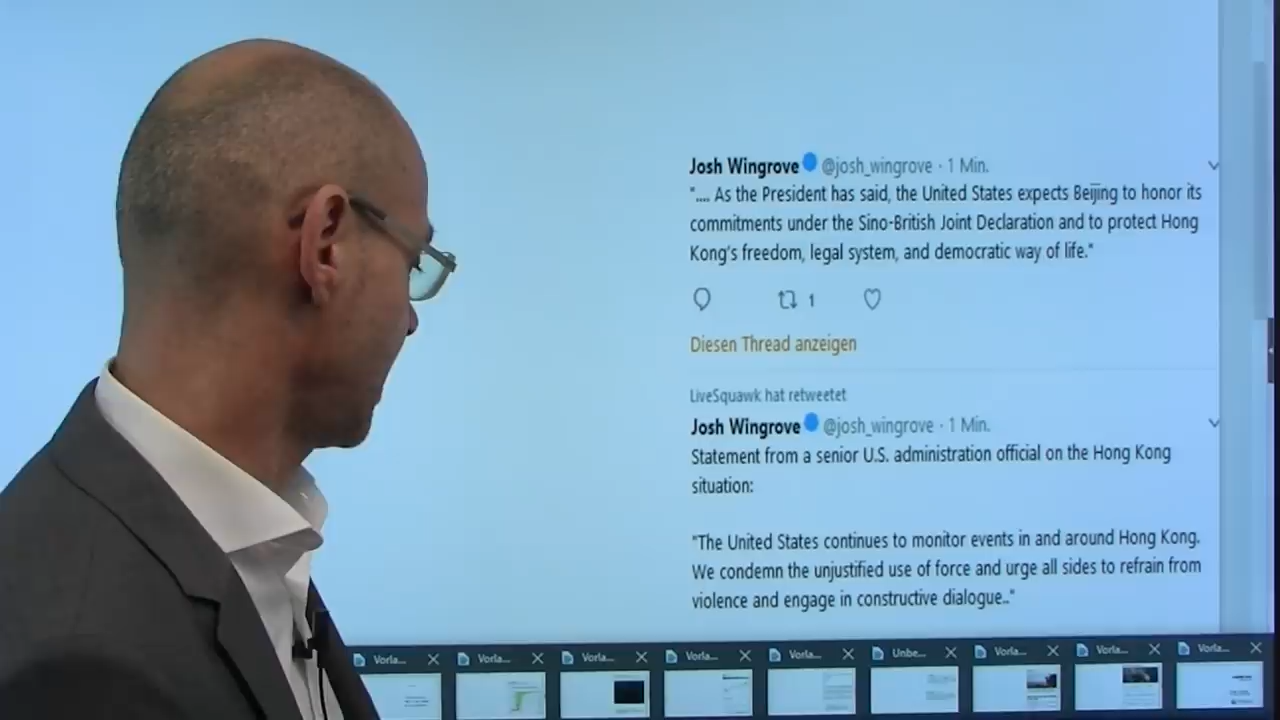 Josh Wingrove @josh_wingrove · 1 Min.
".... As the President has said, the United States expects Beijing to honor its
commitments under the Sino-British Joint Declaration and to protect Hong
Kong's freedom, legal system, and democratic way of life."
1
Diesen Thread anzeigen
LiveSquawk hat retweetet
Josh Wingrove @josh_wingrove · 1 Min.
Statement from a senior U.S. administration official on the Hong Kong
situation:
"The United States continues to monitor events in and around Hong Kong.
We condemn the unjustified use of force and urge all sides to refrain from
violence and engage in constructive dialogue.."
Vorla... Vorla... Vorla... Vorla... Vorla... Unbe... Vorla... Vorla... Vorla...